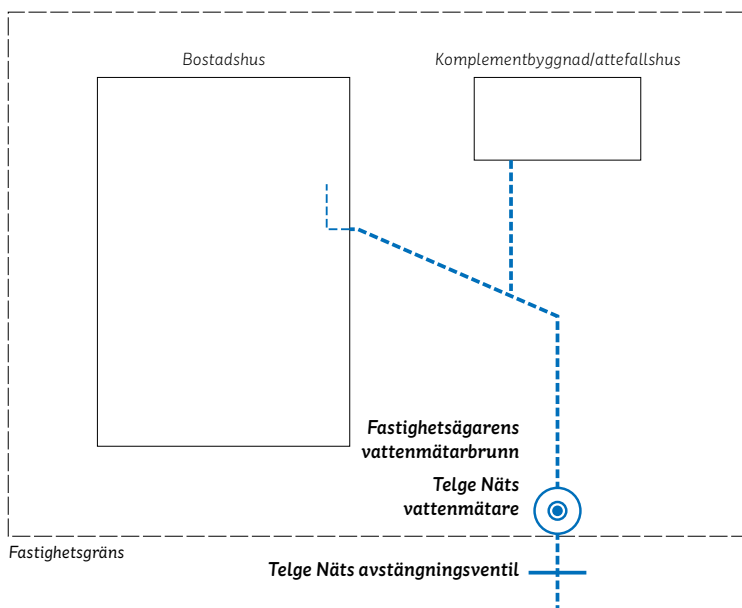 Bostadshus
Komplementbyggnad/attefallshus
Fastighetsägarens
vattenmätarbrunn
Telge Näts
vattenmätare
Fastighetsgräns
Telge Näts avstängningsventil